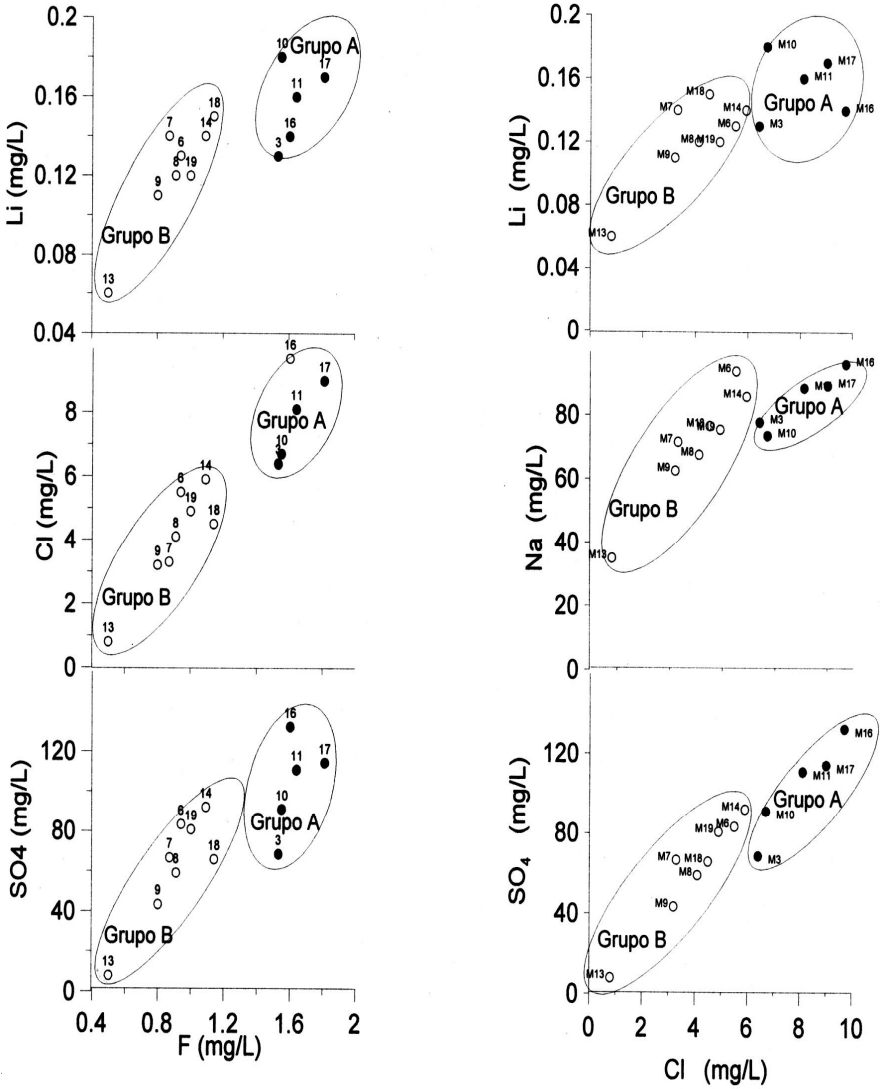 0.2
0.16
0.12
0.08
0.04
Li (mg/L)
Grupo A
10
17
11
16
3
18
7
14
6
8
19
9
Grupo B
13
8
6
4
2
0
Cl (mg/L)
16
17
11
Grupo A
10
6
14
19
18
8
9
7
Grupo B
13
120
80
40
0
SO4 (mg/L)
16
11
17
10
Grupo A
3
6
14
19
7
8
18
9
Grupo B
13
0.4
0.8
1.2
1.6
2
F (mg/L)
0.2
0.16
0.12
0.08
0.04
0
Li (mg/L)
M10
M17
M11
Grupo A
M16
M3
M18
M7
M14
M6
M8
M19
M9
Grupo B
M13
80
60
40
20
0
Na (mg/L)
M16
M17
Grupo A
M3
M10
M6
M14
M7
M8
M9
Grupo B
M13
120
80
40
0
SO4 (mg/L)
M16
M17
M11
Grupo A
M10
M3
M14
M19
M6
M7
M18
M8
M9
Grupo B
M13
0
2
4
6
8
10
Cl (mg/L)